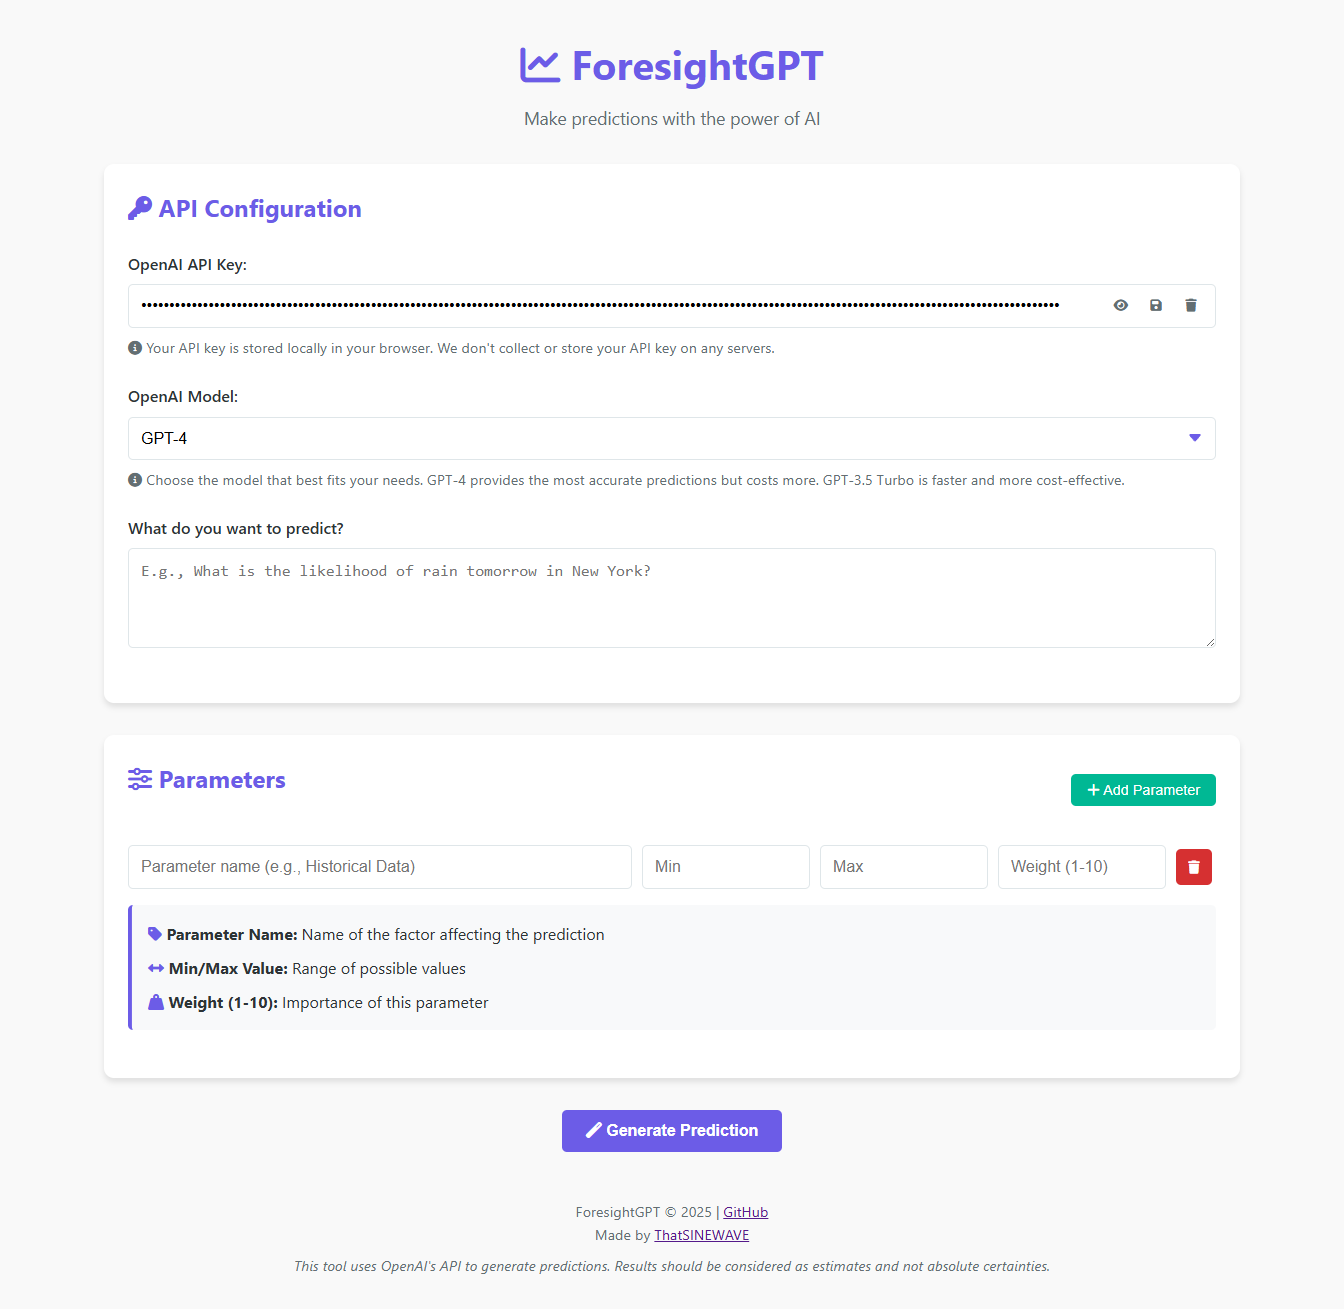 ForesightGPT
Make predictions with the power of AI
API Configuration
OpenAI API Key:
Your API key is stored locally in your browser. We don't collect or store your API key on any servers.
OpenAI Model:
GPT-4
Choose the model that best fits your needs. GPT-4 provides the most accurate predictions but costs more. GPT-3.5 Turbo is faster and more cost-effective.
What do you want to predict?
E.g., What is the likelihood of rain tomorrow in New York?
Parameters
Add Parameter
Parameter name (e.g., Historical Data) Min Max Weight (1-10)
Parameter Name: Name of the factor affecting the prediction
Min/Max Value: Range of possible values
Weight (1-10): Importance of this parameter
Generate Prediction
ForesightGPT © 2025 | GitHub
Made by ThatSINEWAVE
This tool uses OpenAI's API to generate predictions. Results should be considered as estimates and not absolute certainties.